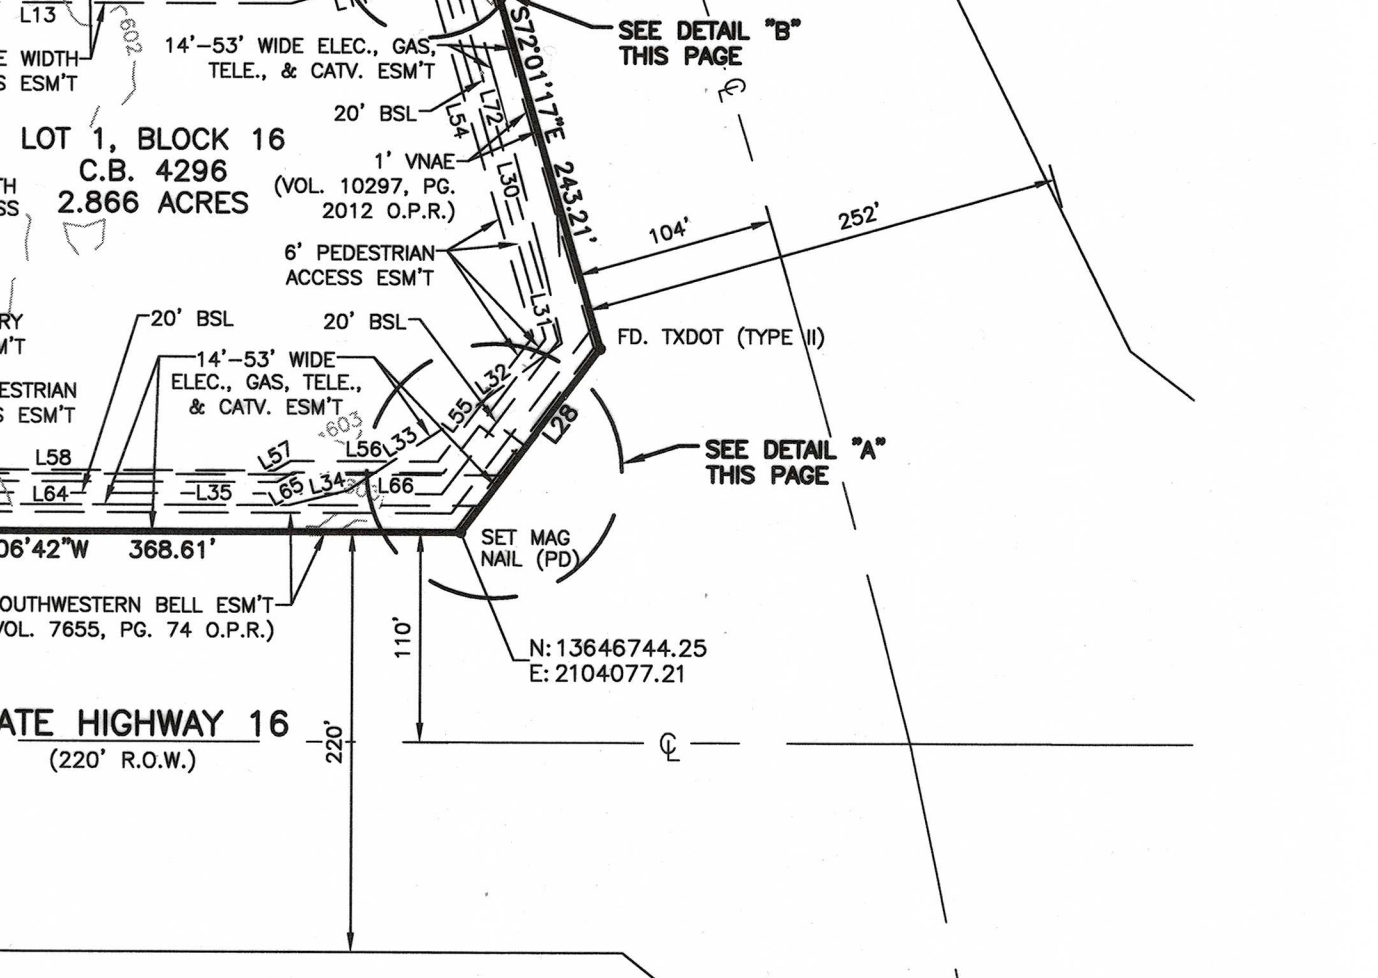 L13
602
E WIDTH
S ESM'T
14'-53' WIDE ELEC., GAS,
TELE., & CATV. ESM'T
S72°01'17"E 243.21'
SEE DETAIL "B"
THIS PAGE
℄
20' BSL
L54
L72
LOT 1, BLOCK 16
C.B. 4296
2.866 ACRES
1' VNAE
(VOL. 10297, PG.
2012 O.P.R.)
L30
TH
SS
6' PEDESTRIAN
ACCESS ESM'T
104'
252'
L31
RY
M'T
20' BSL
20' BSL
FD. TXDOT (TYPE II)
14'-53' WIDE
ELEC., GAS, TELE.,
& CATV. ESM'T
DESTRIAN
S ESM'T
L32
L55
L28
603
L33
L56
L57
L58
SEE DETAIL "A"
THIS PAGE
L64
L35
L65
L34
L66
06'42"W 368.61'
SET MAG
NAIL (PD)
OUTHWESTERN BELL ESM'T
VOL. 7655, PG. 74 O.P.R.)
110'
N: 13646744.25
E: 2104077.21
ATE HIGHWAY 16
(220' R.O.W.)
220'
℄